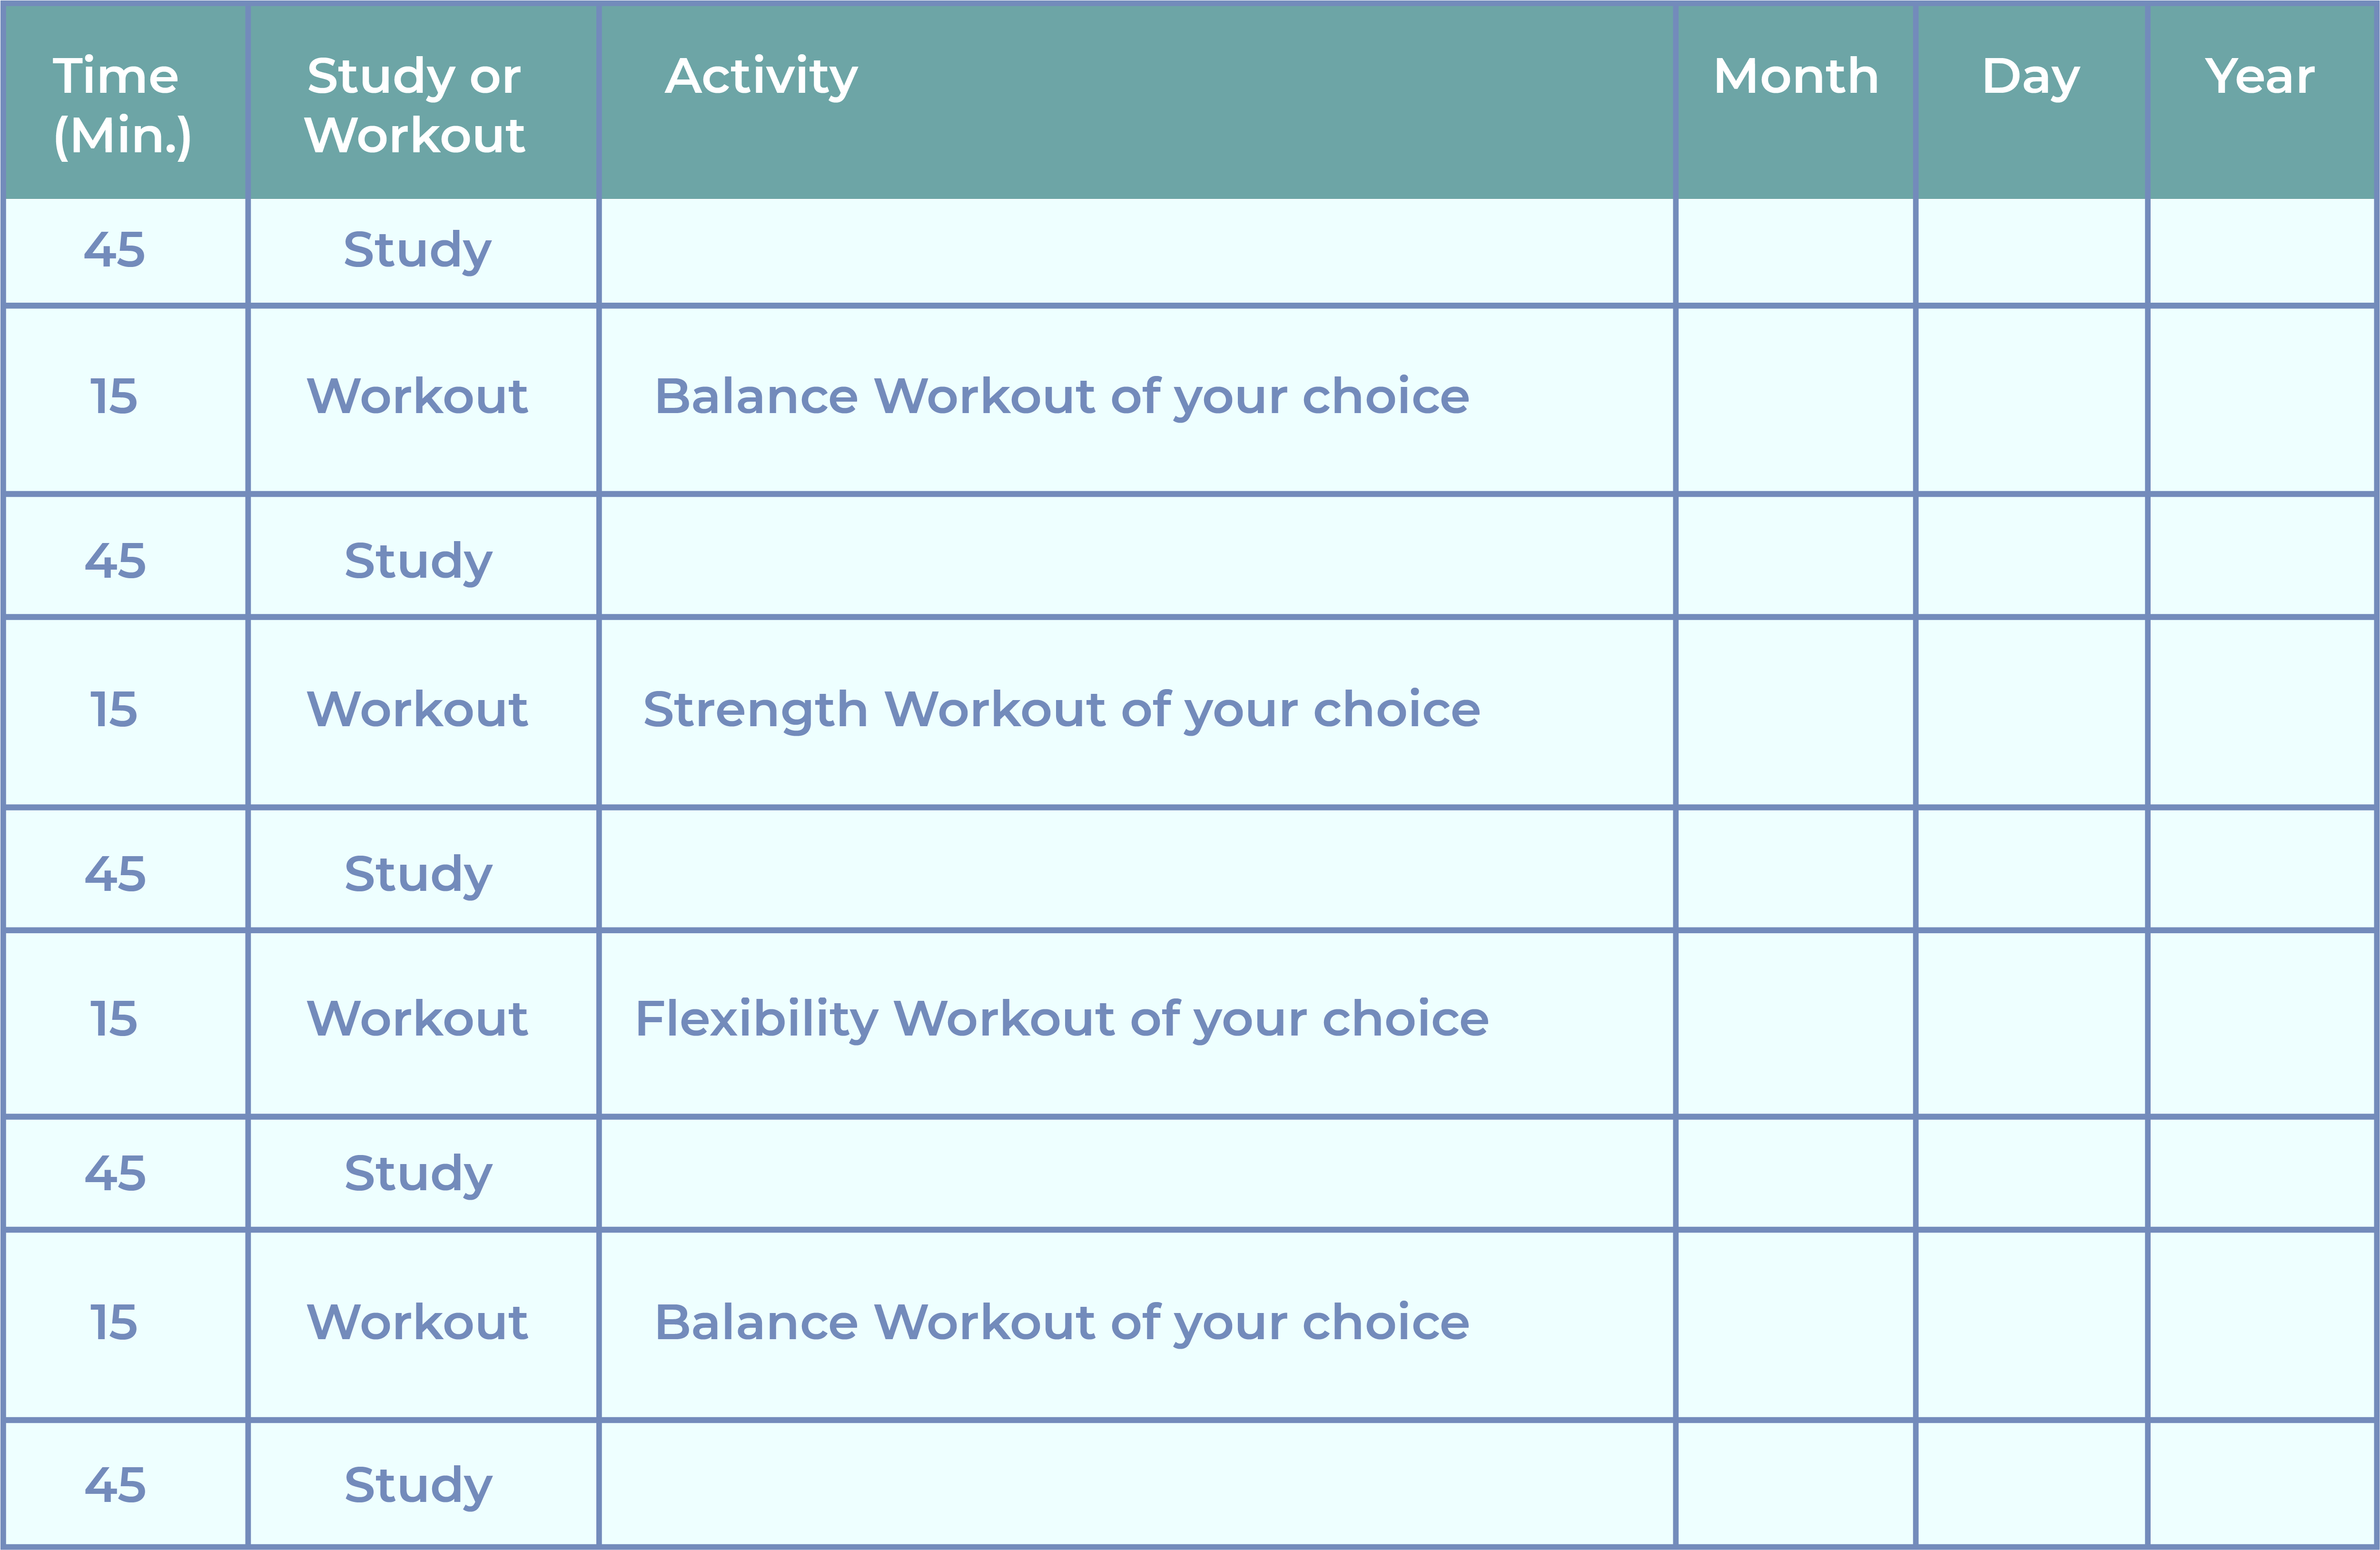 Time (Min.) Study or Workout Activity Month Day Year
45 Study
15 Workout Balance Workout of your choice
45 Study
15 Workout Strength Workout of your choice
45 Study
15 Workout Flexibility Workout of your choice
45 Study
15 Workout Balance Workout of your choice
45 Study